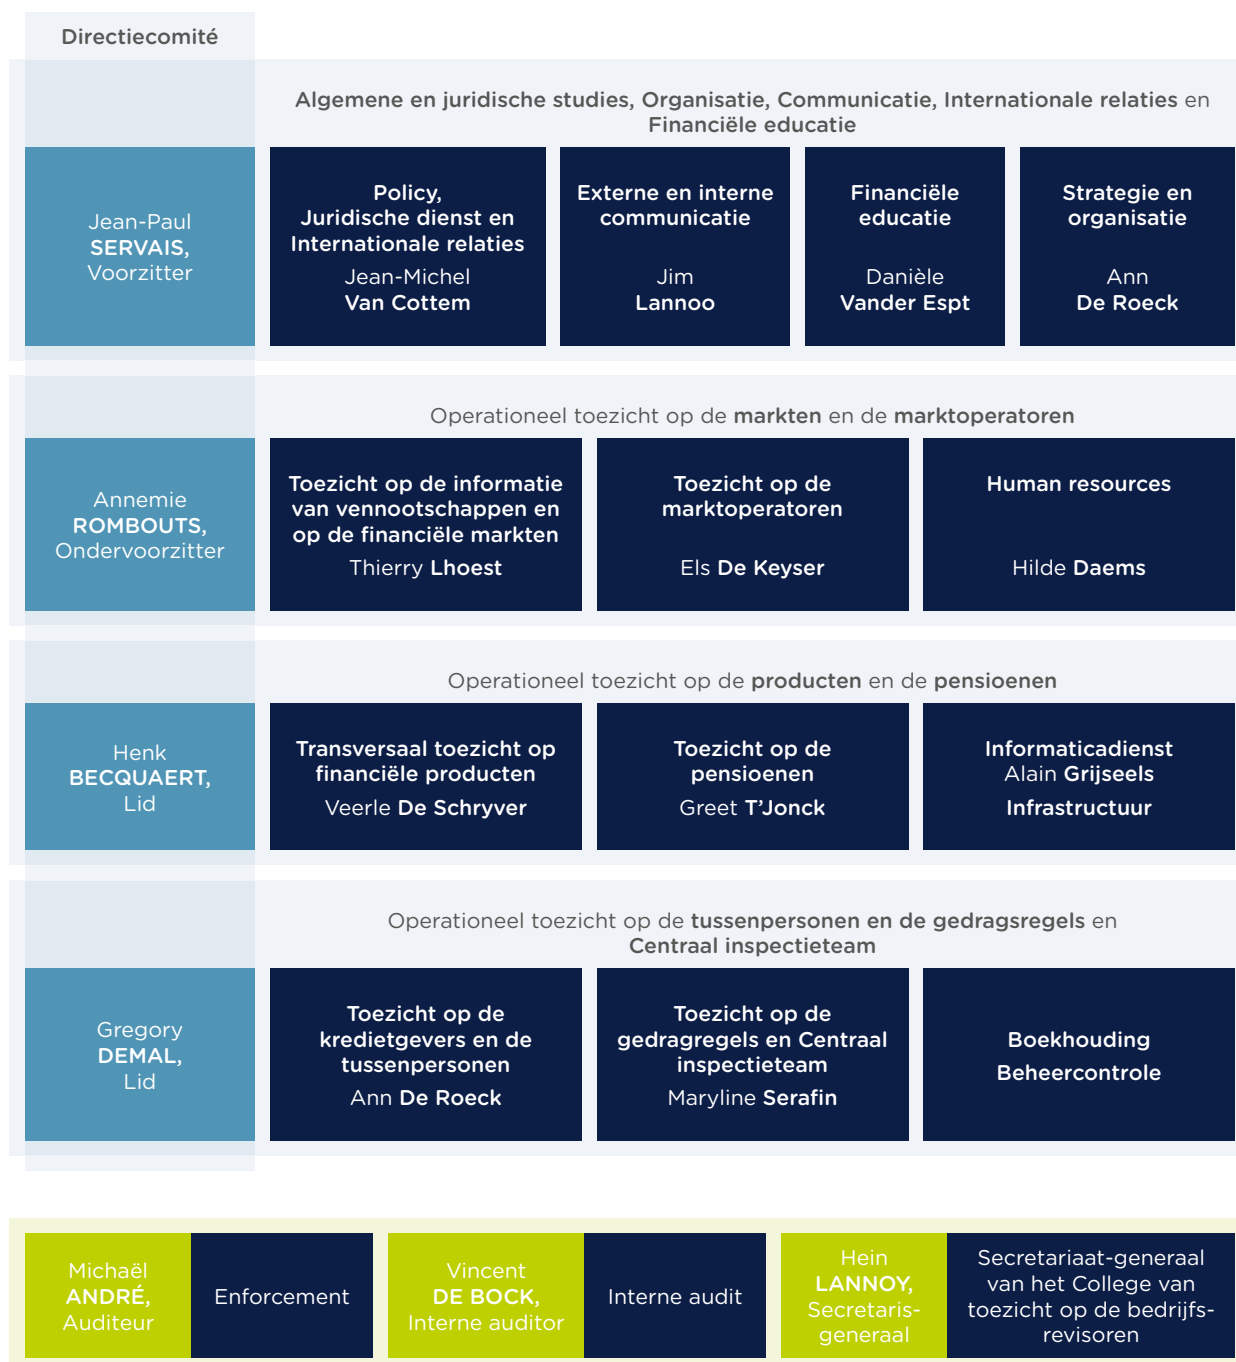 Directiecomité
Algemene en juridische studies, Organisatie, Communicatie, Internationale relaties en
Financiële educatie
Jean-Paul
SERVAIS,
Voorzitter
Policy,
Juridische dienst en
Internationale relaties
Jean-Michel
Van Cottem
Externe en interne
communicatie
Jim
Lannoo
Financiële
educatie
Danièle
Vander Espt
Strategie en
organisatie
Ann
De Roeck
Operationeel toezicht op de markten en de marktoperatoren
Annemie
ROMBOUTS,
Ondervoorzitter
Toezicht op de informatie
van vennootschappen en
op de financiële markten
Thierry Lhoest
Toezicht op de
marktoperatoren
Els De Keyser
Human resources
Hilde Daems
Operationeel toezicht op de producten en de pensioenen
Henk
BECQUAERT,
Lid
Transversaal toezicht op
financiële producten
Veerle De Schryver
Toezicht op de
pensioenen
Greet T’Jonck
Informaticadienst
Alain Grijseels
Infrastructuur
Operationeel toezicht op de tussenpersonen en de gedragsregels en
Centraal inspectieteam
Gregory
DEMAL,
Lid
Toezicht op de
kredietgevers en de
tussenpersonen
Ann De Roeck
Toezicht op de
gedragregels en Centraal
inspectieteam
Maryline Serafin
Boekhouding
Beheercontrole
Michaël
ANDRÉ,
Auditeur
Enforcement
Vincent
DE BOCK,
Interne auditor
Interne audit
Hein
LANNOY,
Secretaris-
generaal
Secretariaat-generaal
van het College van
toezicht op de bedrijfs-
revisoren